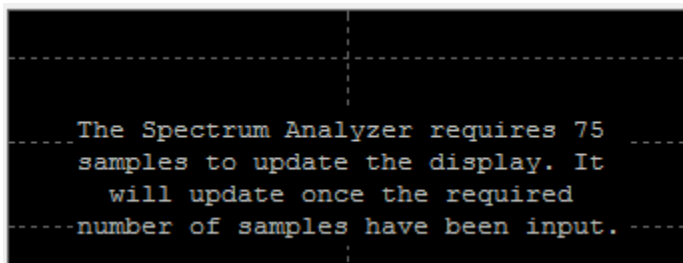 The Spectrum Analyzer requires 75
samples to update the display. It
will update once the required
number of samples have been input.